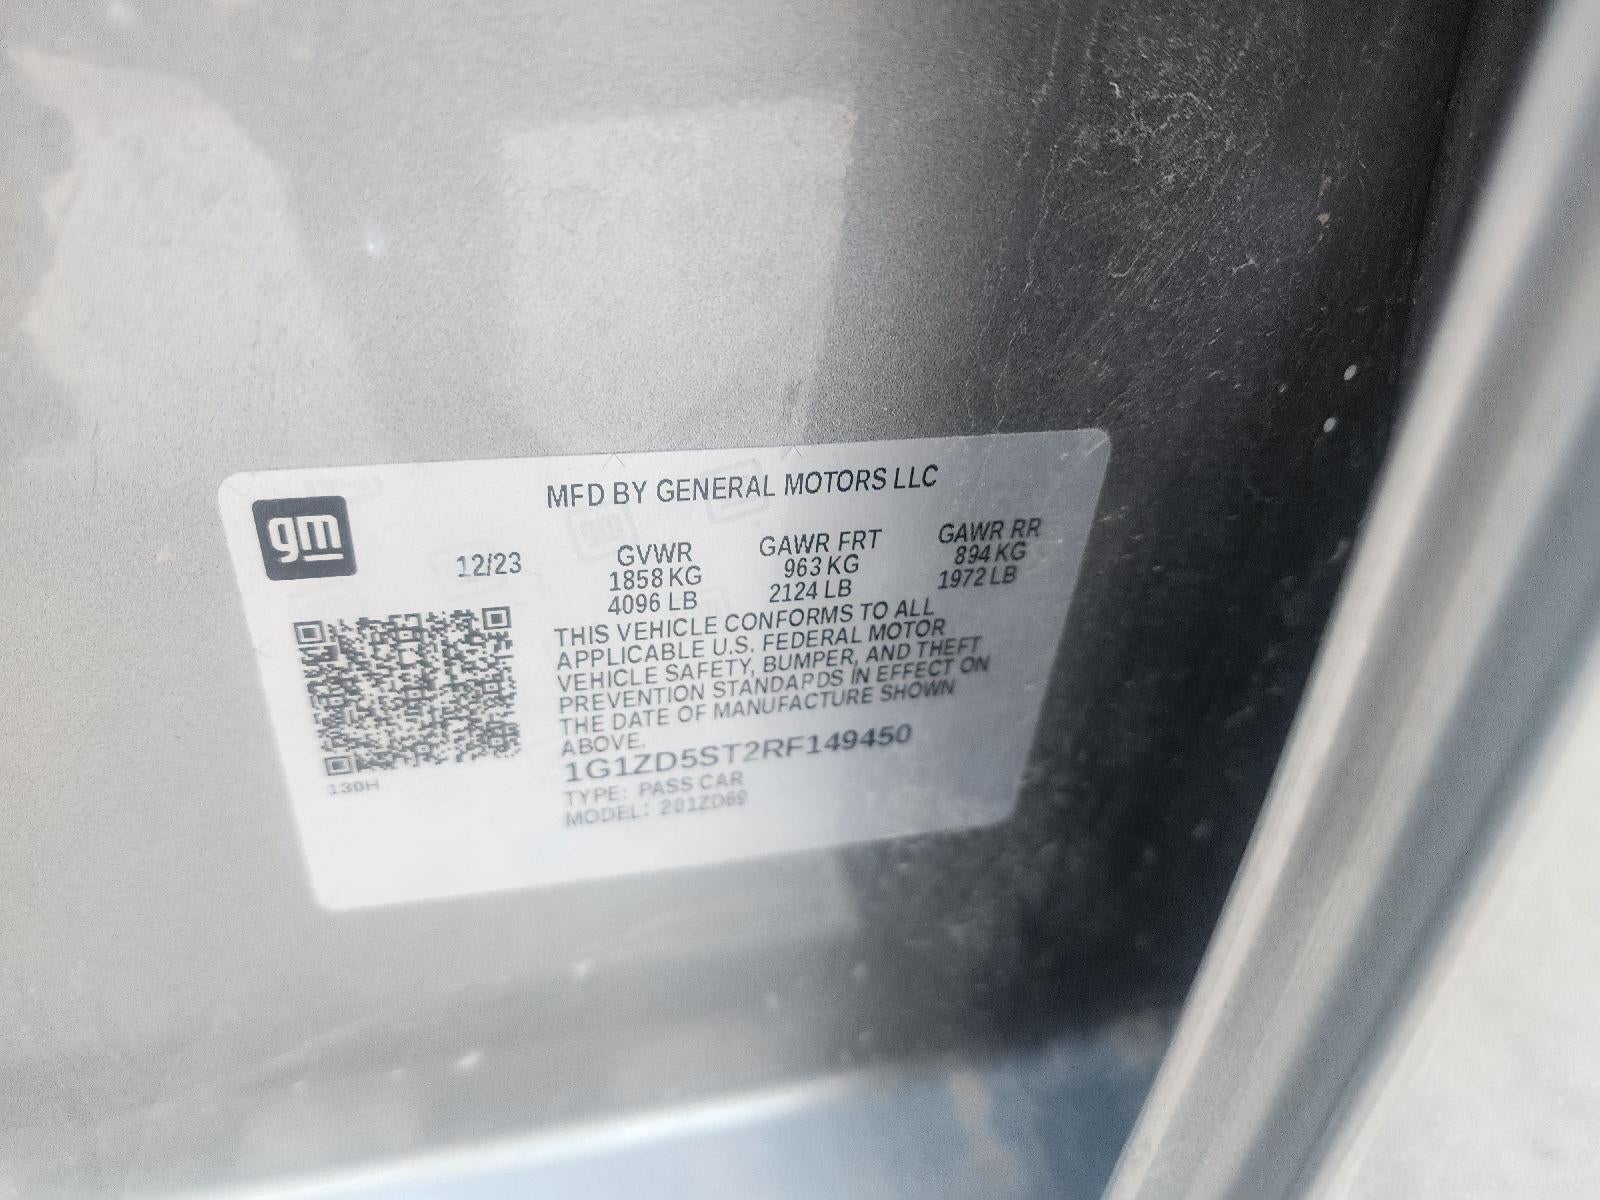 gm
MFD BY GENERAL MOTORS LLC
12/23
GVWR
1858 KG
4096 LB
GAWR FRT
963 KG
2124 LB
GAWR RR
894 KG
1972 LB
THIS VEHICLE CONFORMS TO ALL
APPLICABLE U.S. FEDERAL MOTOR
VEHICLE SAFETY, BUMPER, AND THEFT
PREVENTION STANDARDS IN EFFECT ON
THE DATE OF MANUFACTURE SHOWN
ABOVE.
1G1ZD5ST2RF149450
TYPE: PASS CAR
MODEL: 201ZD69
130H